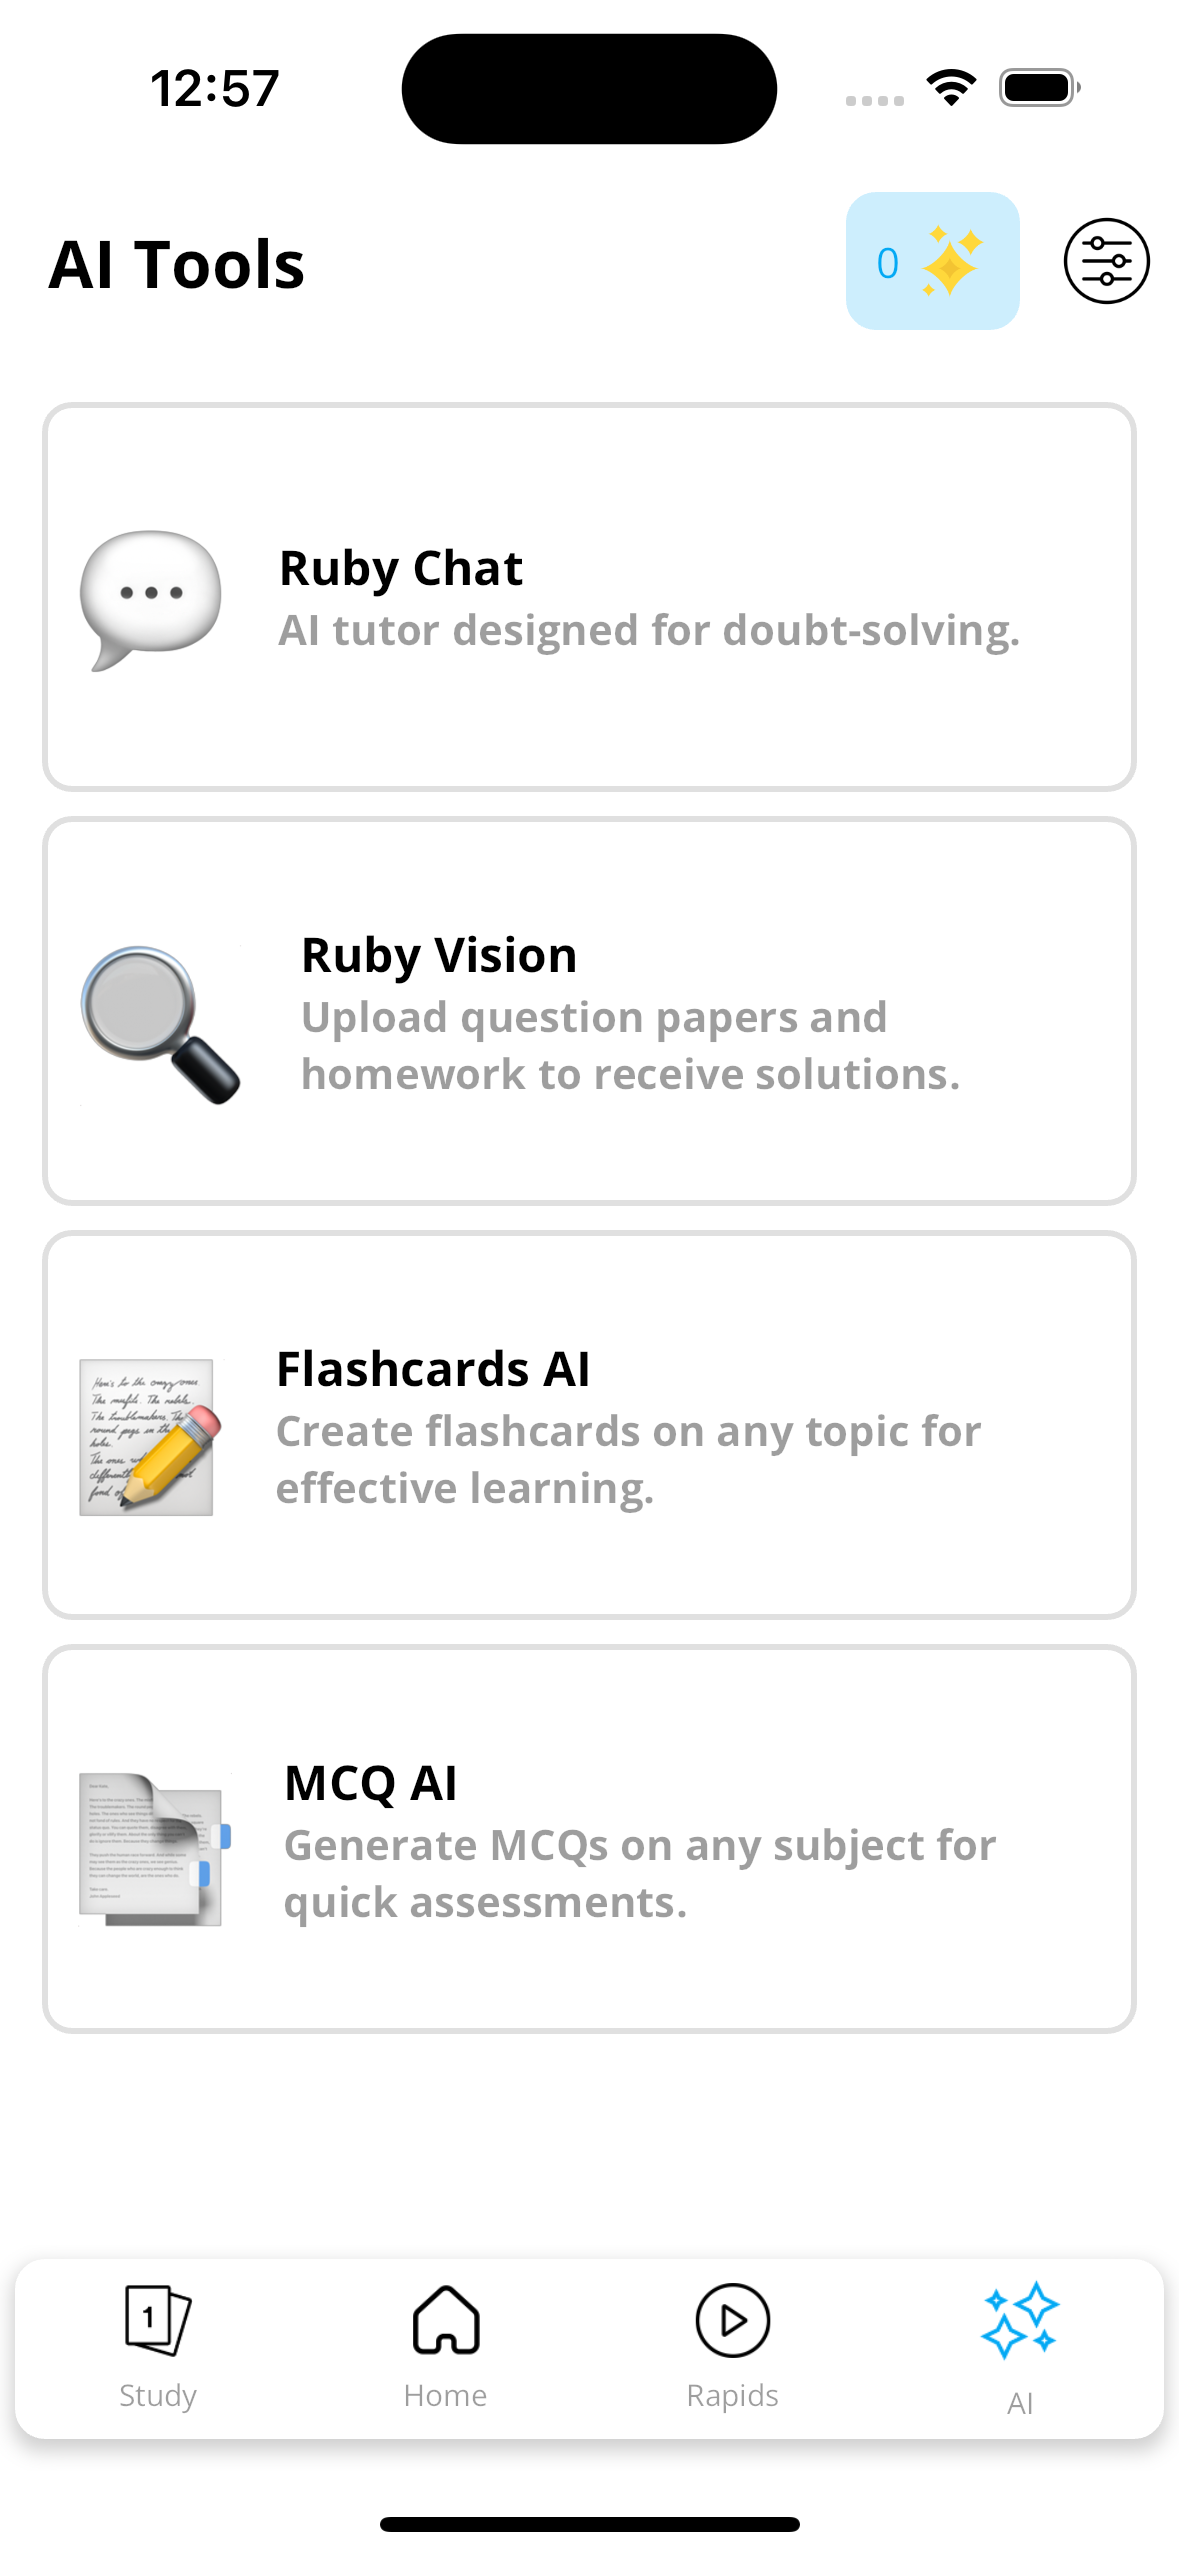 12:57
AI Tools
0
Ruby Chat
AI tutor designed for doubt-solving.
Ruby Vision
Upload question papers and
homework to receive solutions.
Flashcards AI
Create flashcards on any topic for
effective learning.
MCQ AI
Generate MCQs on any subject for
quick assessments.
1
Study
Home
Rapids
AI